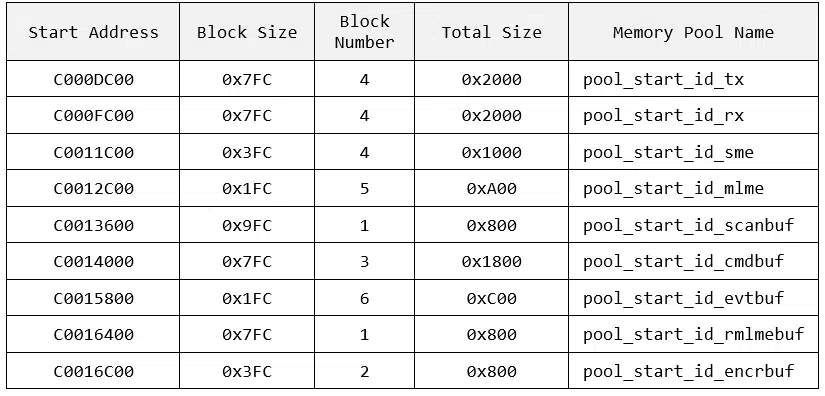 Start Address Block Size Block Number Total Size Memory Pool Name
C000DC00 0x7FC 4 0x2000 pool_start_id_tx
C000FC00 0x7FC 4 0x2000 pool_start_id_rx
C0011C00 0x3FC 4 0x1000 pool_start_id_sme
C0012C00 0x1FC 5 0xA00 pool_start_id_mlme
C0013600 0x9FC 1 0x800 pool_start_id_scanbuf
C0014000 0x7FC 3 0x1800 pool_start_id_cmdbuf
C0015800 0x1FC 6 0xC00 pool_start_id_evtbuf
C0016400 0x7FC 1 0x800 pool_start_id_rmlmebuf
C0016C00 0x3FC 2 0x800 pool_start_id_encrbuf